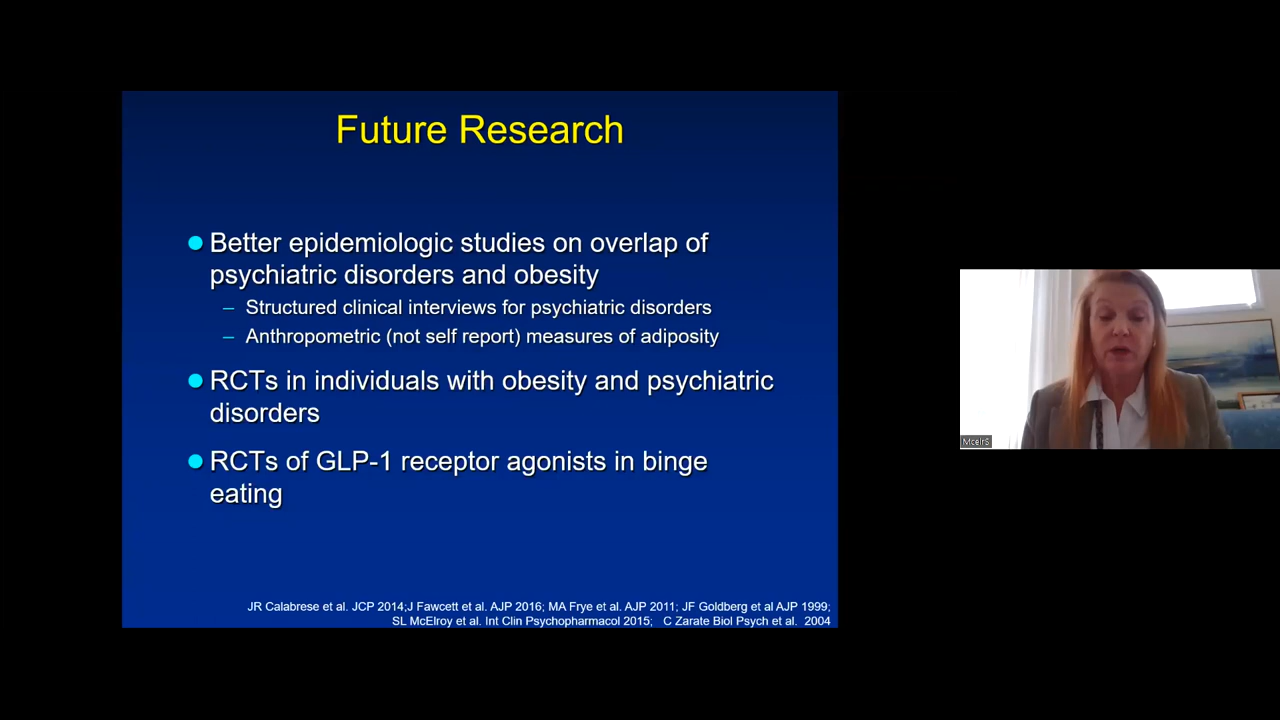 Future Research
Better epidemiologic studies on overlap of
psychiatric disorders and obesity
– Structured clinical interviews for psychiatric disorders
– Anthropometric (not self report) measures of adiposity
RCTs in individuals with obesity and psychiatric
disorders
RCTs of GLP-1 receptor agonists in binge
eating
JR Calabrese et al. JCP 2014;J Fawcett et al. AJP 2016; MA Frye et al. AJP 2011; JF Goldberg et al AJP 1999;
SL McElroy et al. Int Clin Psychopharmacol 2015; C Zarate Biol Psych et al. 2004
McelrS